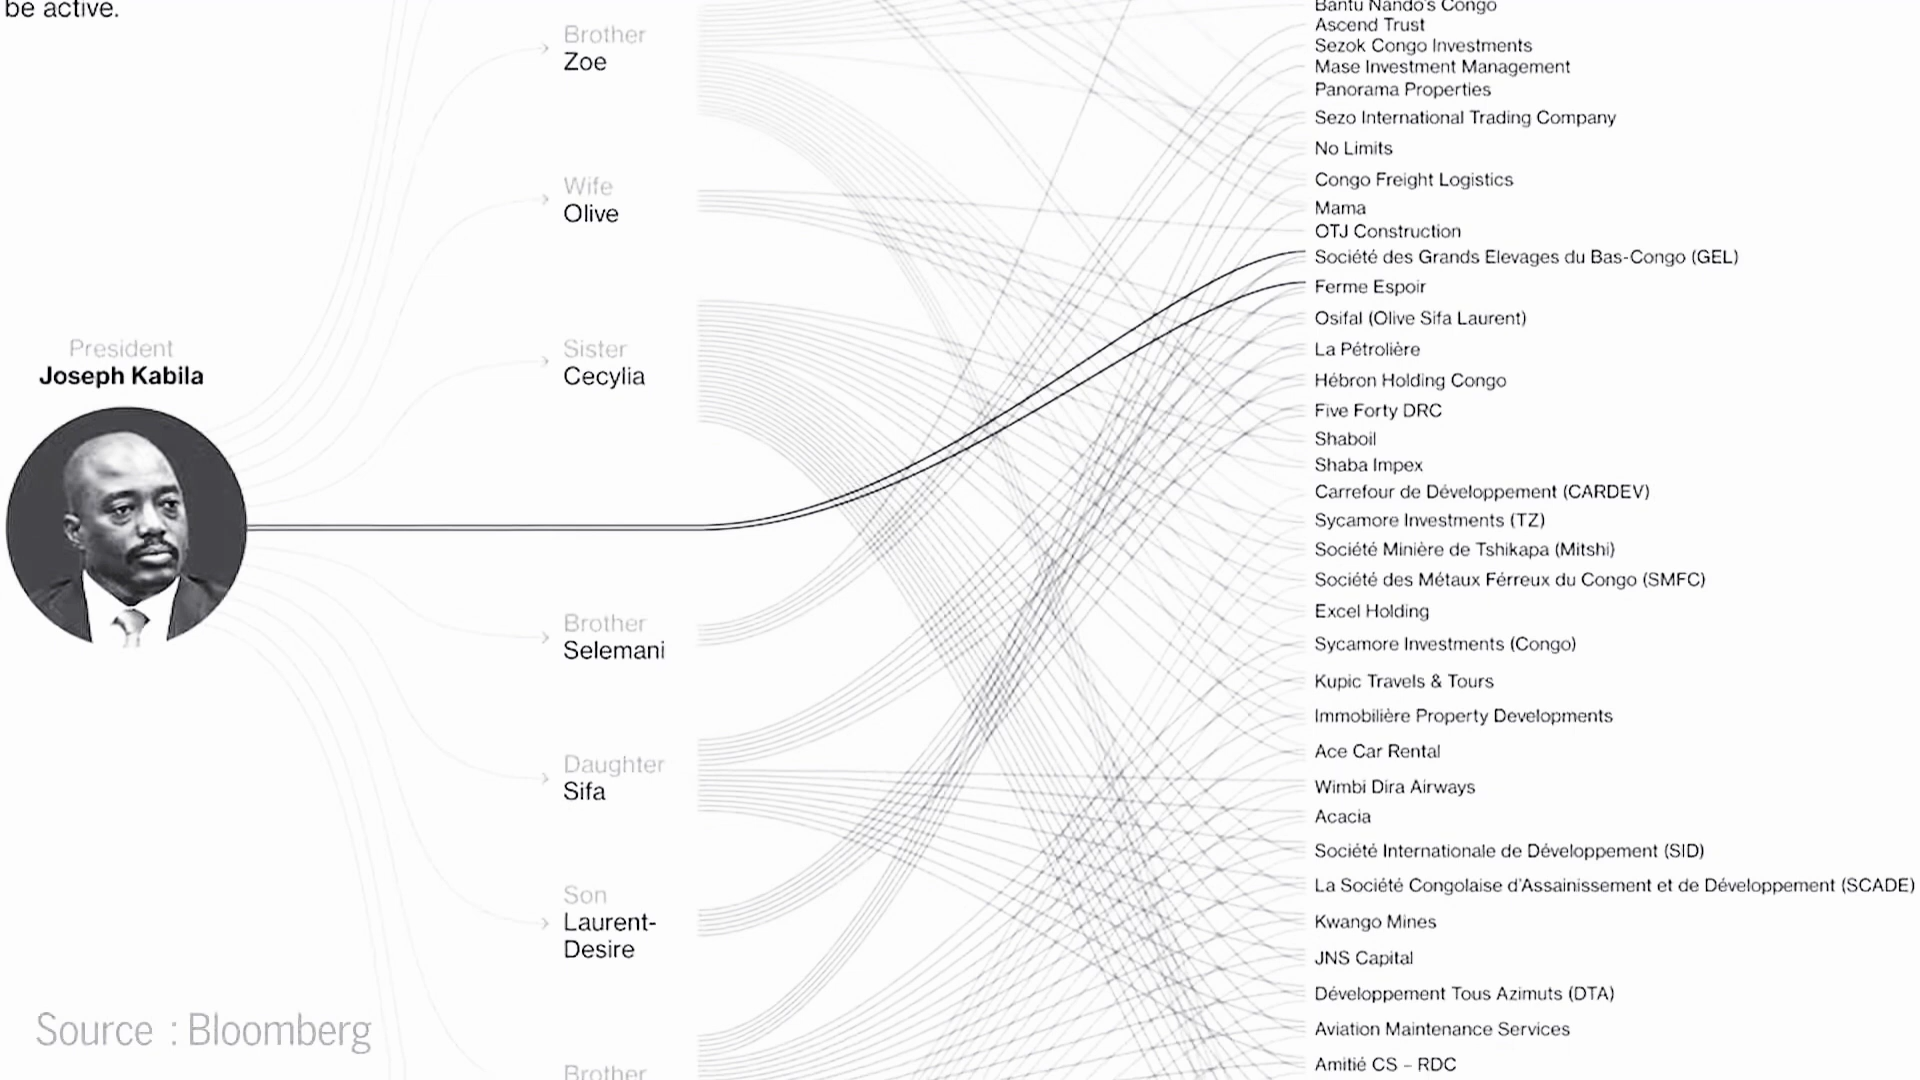 be active.
President
Joseph Kabila
Brother
Zoe
Wife
Olive
Sister
Cecylia
Brother
Selemani
Daughter
Sifa
Son
Laurent-
Desire
Brother
Bantu Nando's Congo
Ascend Trust
Sezok Congo Investments
Mase Investment Management
Panorama Properties
Sezo International Trading Company
No Limits
Congo Freight Logistics
Mama
OTJ Construction
Société des Grands Elevages du Bas-Congo (GEL)
Ferme Espoir
Osifal (Olive Sifa Laurent)
La Pétrolière
Hébron Holding Congo
Five Forty DRC
Shaboil
Shaba Impex
Carrefour de Développement (CARDEV)
Sycamore Investments (TZ)
Société Minière de Tshikapa (Mitshi)
Société des Métaux Férreux du Congo (SMFC)
Excel Holding
Sycamore Investments (Congo)
Kupic Travels & Tours
Immobilière Property Developments
Ace Car Rental
Wimbi Dira Airways
Acacia
Société Internationale de Développement (SID)
La Société Congolaise d'Assainissement et de Développement (SCADE)
Kwango Mines
JNS Capital
Développement Tous Azimuts (DTA)
Aviation Maintenance Services
Amitié CS – RDC
Source : Bloomberg